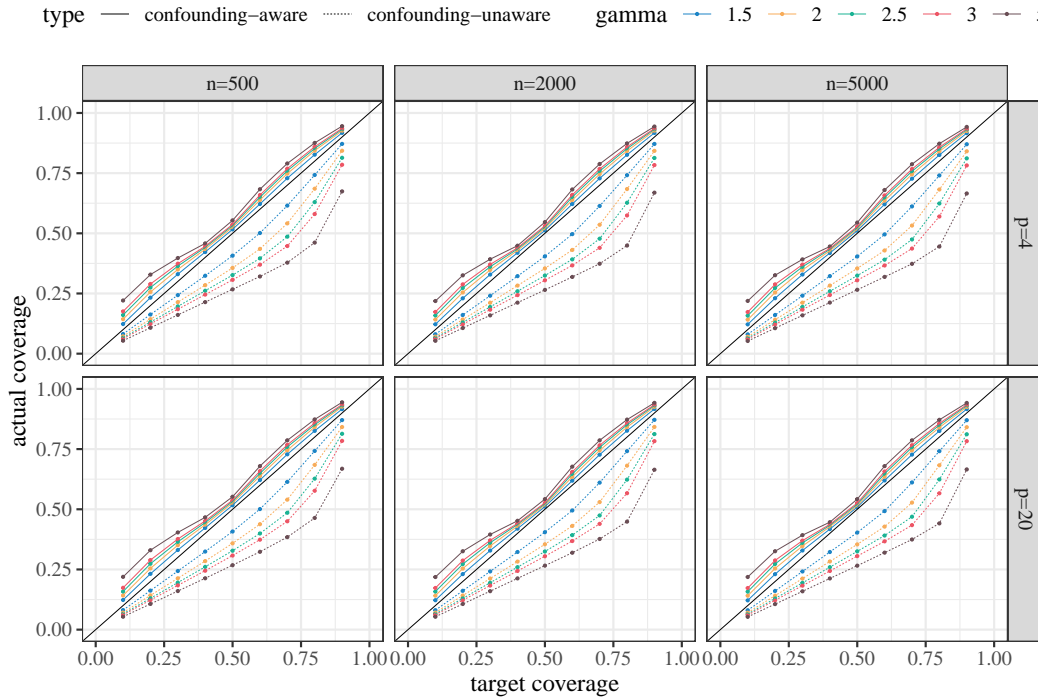 type confounding−aware confounding−unaware gamma 1.5 2 2.5 3
n=500 n=2000 n=5000
1.00
0.75
0.50
0.25
0.00
p=4
actual coverage
1.00
0.75
0.50
0.25
0.00
p=20
0.00 0.25 0.50 0.75 1.00 0.00 0.25 0.50 0.75 1.00 0.00 0.25 0.50 0.75 1.00
target coverage